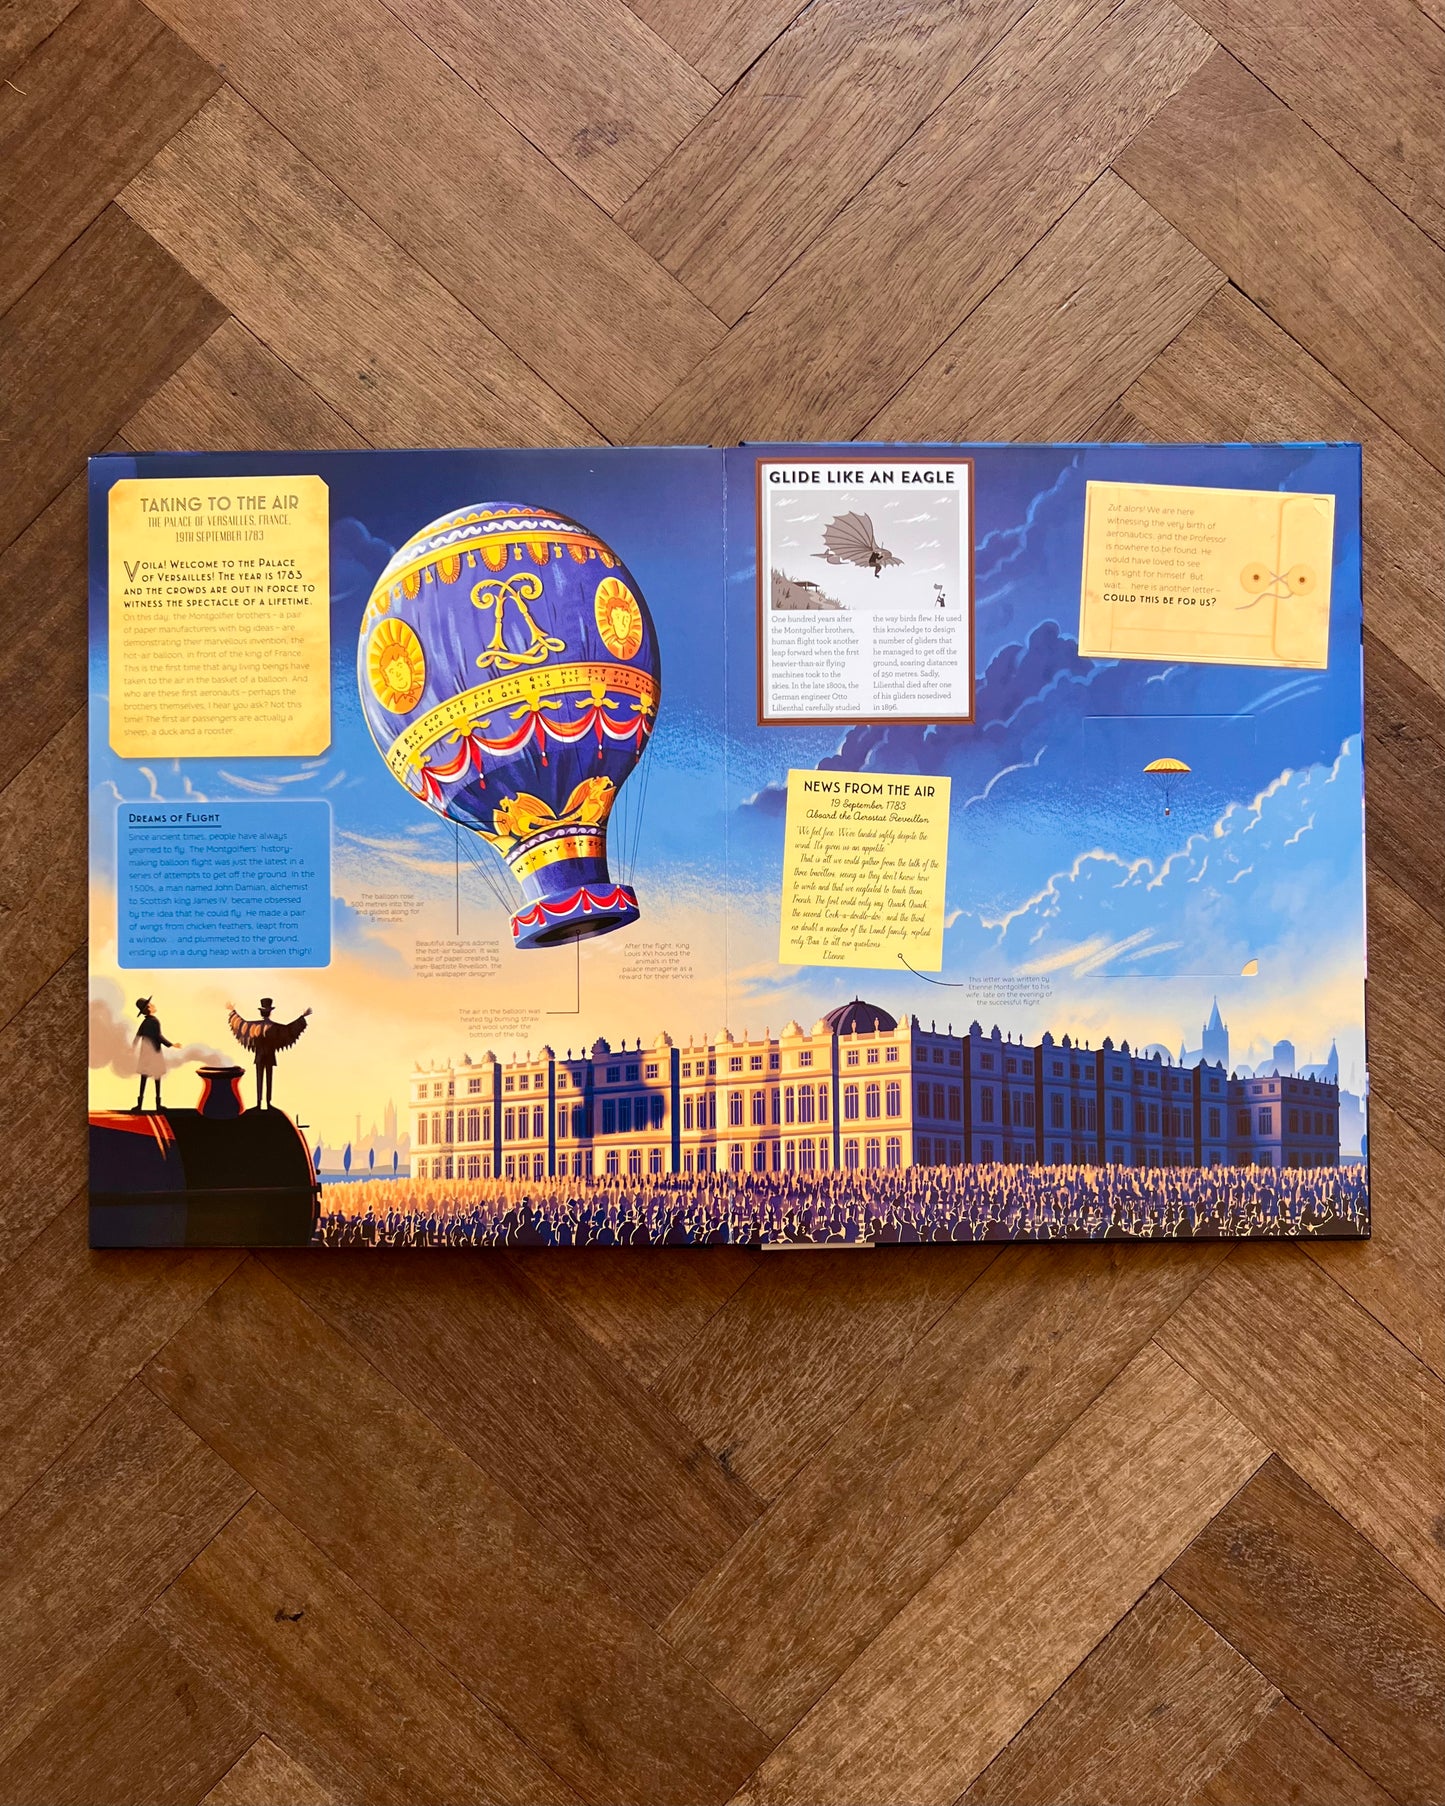 TAKING TO THE AIR
THE PALACE OF VERSAILLES, FRANCE,
19TH SEPTEMBER 1783
VOILA! WELCOME TO THE PALACE
OF VERSAILLES! THE YEAR IS 1783
AND THE CROWDS ARE OUT IN FORCE TO
WITNESS THE SPECTACLE OF A LIFETIME.
On this day, the Montgolfier brothers – a pair
of paper manufacturers with big ideas – are
demonstrating their marvellous invention, the
hot-air balloon, in front of the king of France.
This is the first time that any living beings have
taken to the air in the basket of a balloon. And
who are these first aeronauts – perhaps the
brothers themselves, I hear you ask? Not this
time! The first air passengers are actually a
sheep, a duck and a rooster.
DREAMS OF FLIGHT
Since ancient times, people have always
yearned to fly. The Montgolfiers' history-
making balloon flight was just the latest in a
series of attempts to get off the ground. In the
1500s, a man named John Damian, alchemist
to Scottish king James IV, became obsessed
by the idea that he could fly. He made a pair
of wings from chicken feathers, leapt from
a window... and plummeted to the ground,
ending up in a dung heap with a broken thigh!
The balloon rose
500 metres into the air
and glided along for
8 minutes.
Beautiful designs adorned
the hot-air balloon. It was
made of paper created by
Jean-Baptiste Réveillon, the
royal wallpaper designer.
The air in the balloon was
heated by burning straw
and wool under the
bottom of the bag.
After the flight, King
Louis XVI housed the
animals in the
palace menagerie as a
reward for their service.
GLIDE LIKE AN EAGLE
One hundred years after
the Montgolfier brothers,
human flight took another
leap forward when the first
heavier-than-air flying
machines took to the
skies. In the late 1800s, the
German engineer Otto
Lilienthal carefully studied
the way birds flew. He used
this knowledge to design
a number of gliders that
he managed to get off the
ground, soaring distances
of 250 metres. Sadly,
Lilienthal died after one
of his gliders nosedived
in 1896.
NEWS FROM THE AIR
19 September 1783
Aboard the Aerostat Réveillon
"We feel fine. We've landed safely despite the
wind. It's given us an appetite."
That is all we could gather from the talk of the
three travellers, seeing as they don't know how
to write and that we neglected to teach them
French. The first could only say, 'Quack Quack';
the second, 'Cock-a-doodle-doo'; and the third,
no doubt a member of the Lamb family, replied
only 'Baa' to all our questions.
Etienne
This letter was written by
Etienne Montgolfier to his
wife, late on the evening of
the successful flight.
Zut alors! We are here
witnessing the very birth of
aeronautics, and the Professor
is nowhere to be found. He
would have loved to see
this sight for himself. But
wait... here is another letter –
COULD THIS BE FOR US?